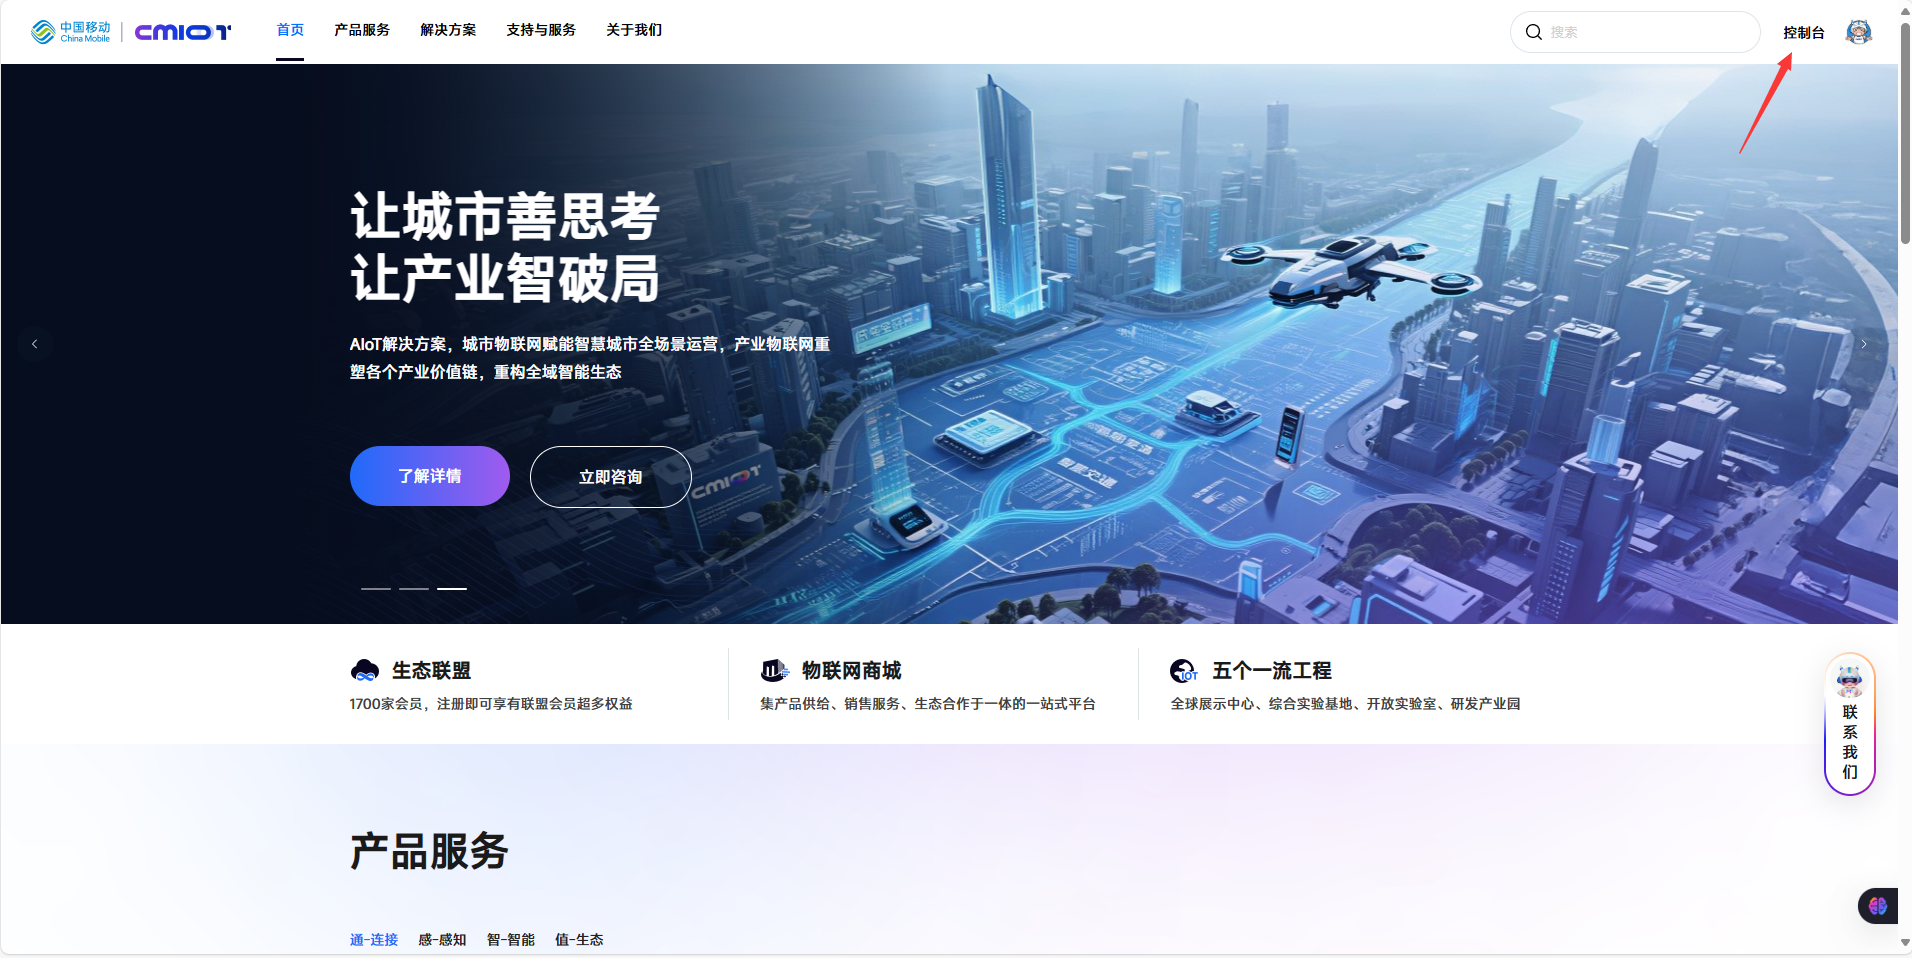 中国移动
China Mobile
CMIOT
首页
产品服务
解决方案
支持与服务
关于我们
搜索
控制台
让城市善思考
让产业智破局
AIoT解决方案，城市物联网赋能智慧城市全场景运营，产业物联网重
塑各个产业价值链，重构全域智能生态
了解详情
立即咨询
CMIOT
智慧交通
生态联盟
1700家会员，注册即可享有联盟会员超多权益
物联网商城
集产品供给、销售服务、生态合作于一体的一站式平台
IOT
五个一流工程
全球展示中心、综合实验基地、开放实验室、研发产业园
联系我们
产品服务
通-连接
感-感知
智-智能
值-生态